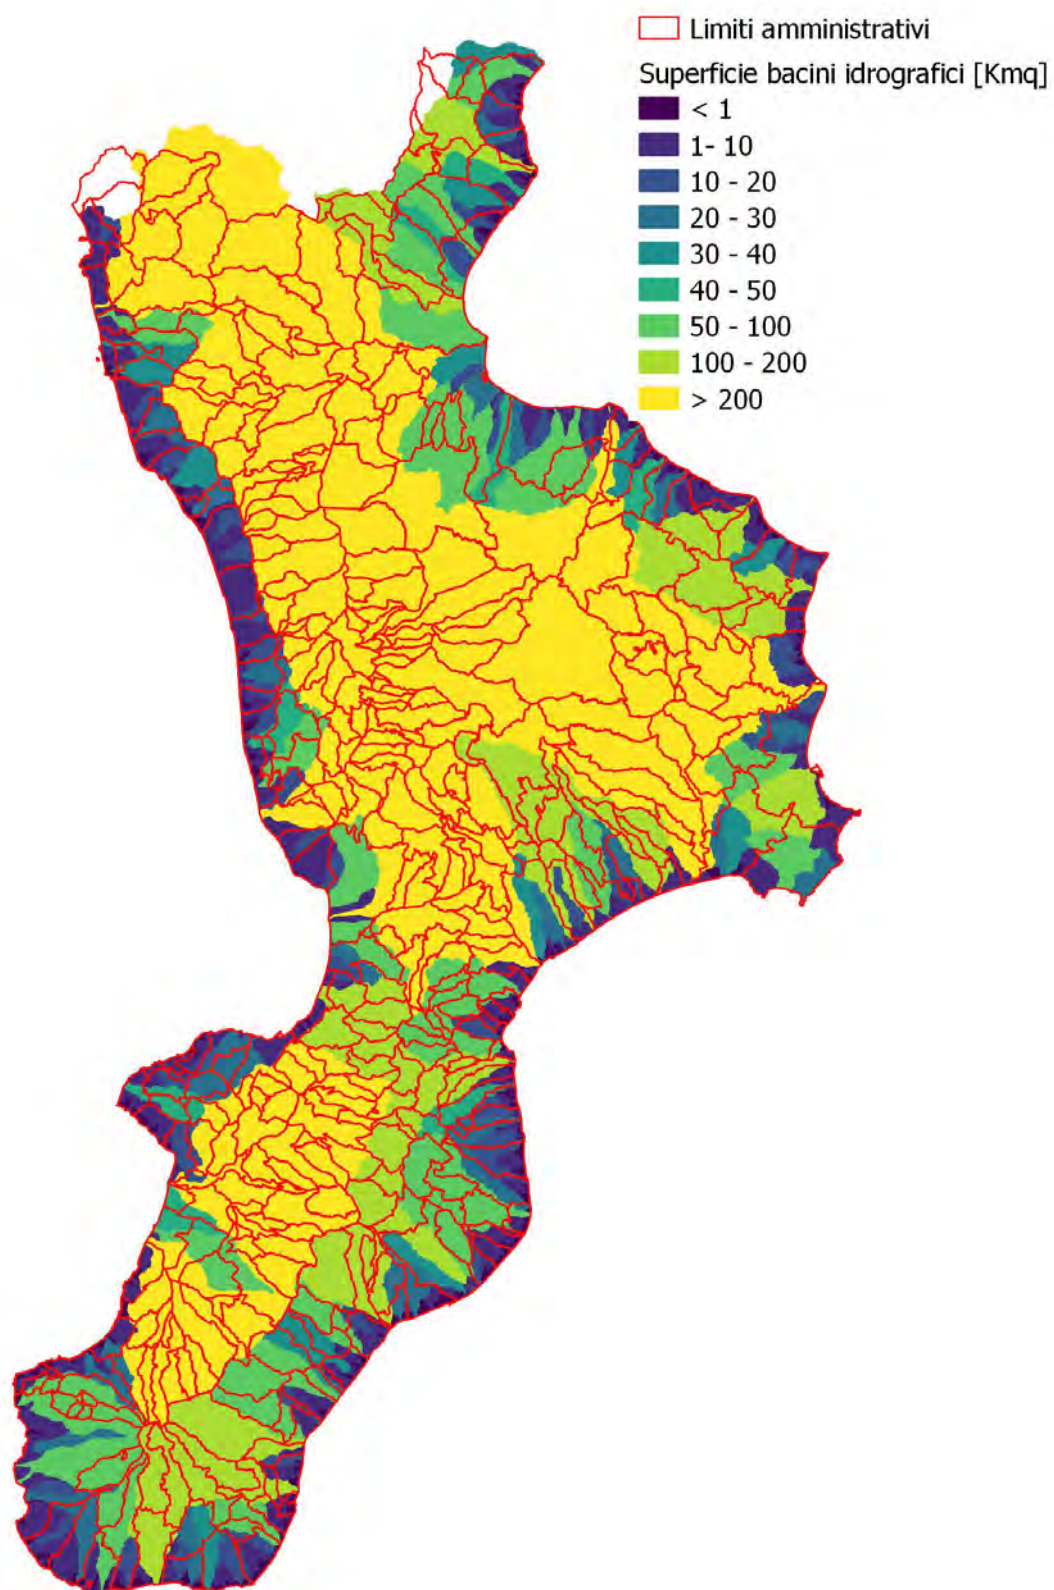 Limiti amministrativi
Superficie bacini idrografici [Kmq]
< 1
1- 10
10 - 20
20 - 30
30 - 40
40 - 50
50 - 100
100 - 200
> 200